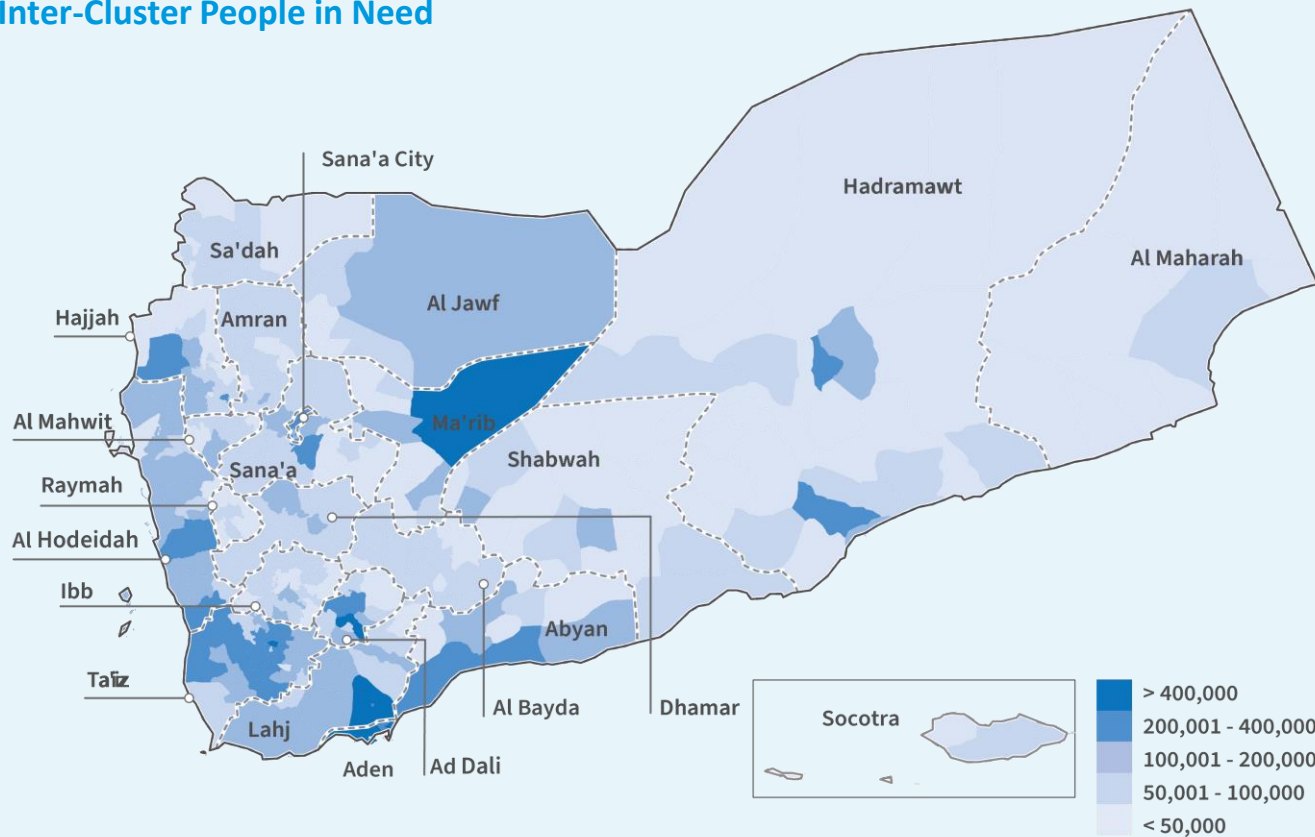 Inter-Cluster People in Need
Sana'a City
Hadramawt
Sa'dah
Al Maharah
Al Jawf
Hajjah
Amran
Al Mahwit
Ma'rib
Shabwah
Sana'a
Raymah
Al Hodeidah
Ibb
Abyan
Ta'iz
Al Bayda
Dhamar
Socotra
Lahj
Aden
Ad Dali
> 400,000
200,001 - 400,000
100,001 - 200,000
50,001 - 100,000
< 50,000